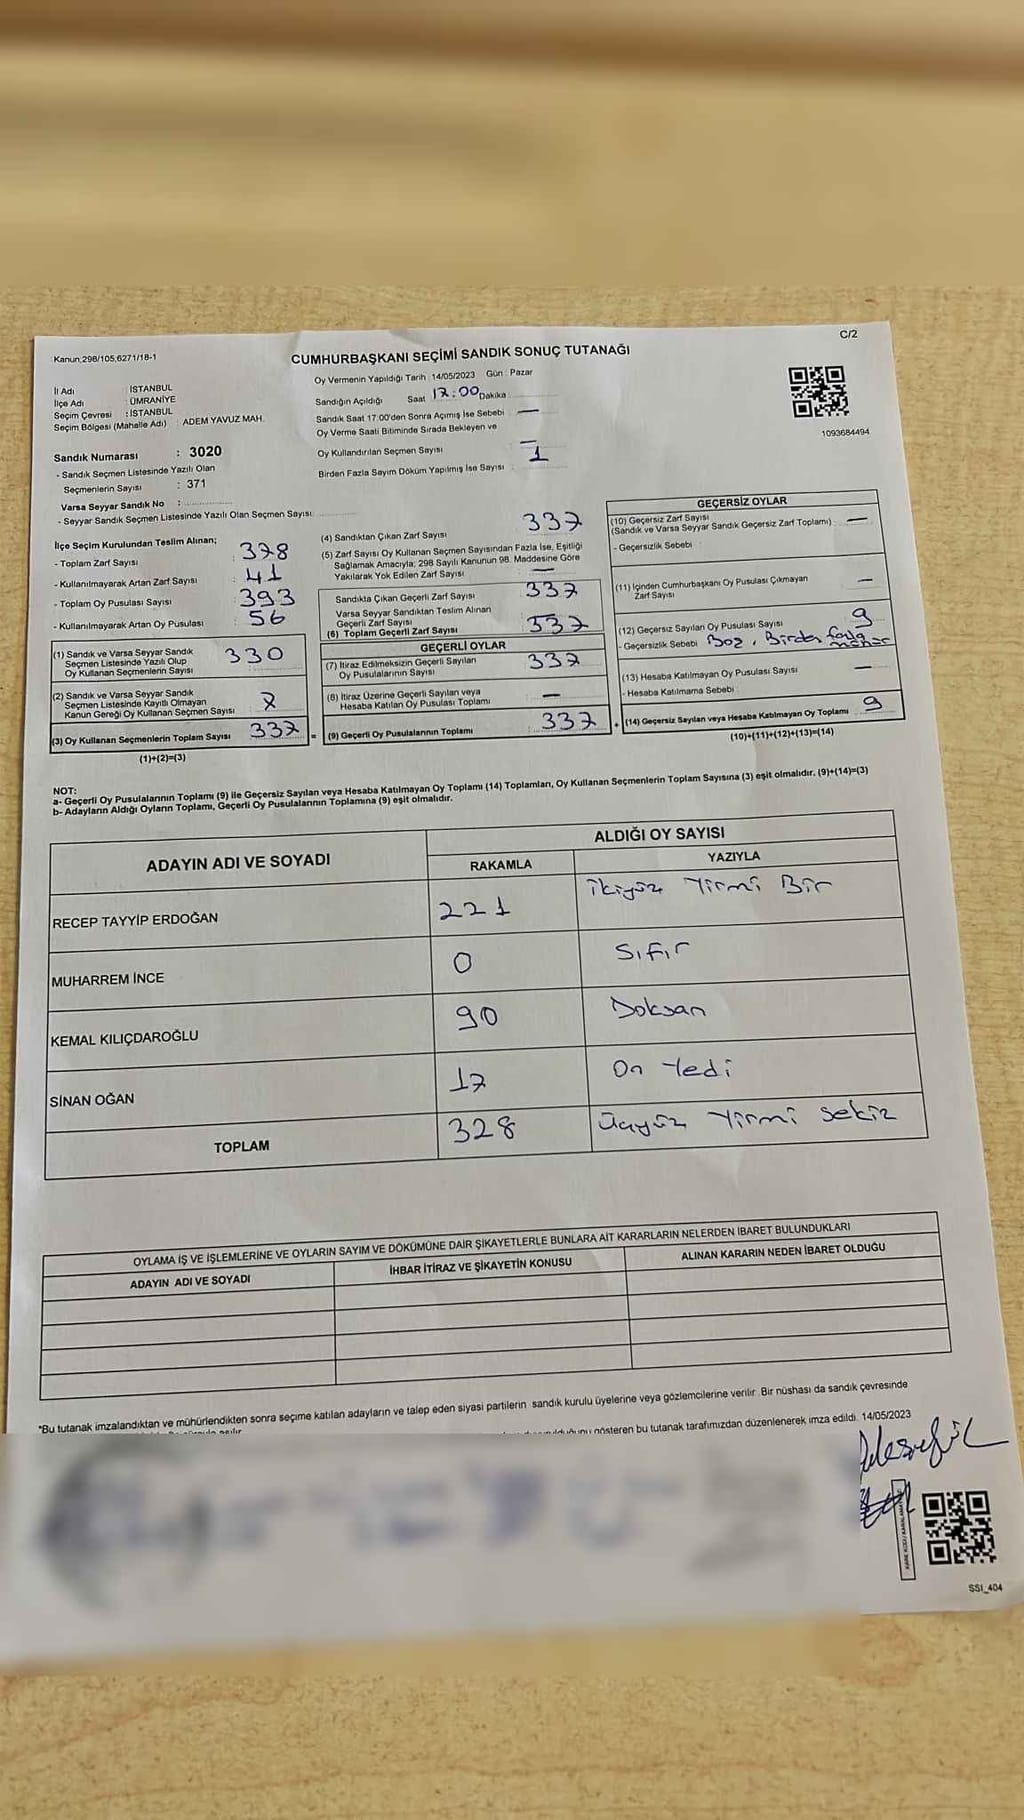 C/2
Kanun;298/105,6271/18-1
CUMHURBAŞKANI SEÇİMİ SANDIK SONUÇ TUTANAĞI
Oy Vermenin Yapıldığı Tarih :14/05/2023 Gün : Pazar
İl Adı : İSTANBUL
İlçe Adı : ÜMRANİYE
Seçim Çevresi : İSTANBUL
Seçim Bölgesi (Mahalle Adı) : ADEM YAVUZ MAH.
Sandığın Açıldığı Saat 17:00 Dakika
Sandık Saat 17:00'den Sonra Açımış İse Sebebi —
Oy Verme Saati Bitiminde Sırada Bekleyen ve
Oy Kullandırılan Seçmen Sayısı —
Birden Fazla Sayım Döküm Yapılmış İse Sayısı : 1
1093684494
Sandık Numarası : 3020
- Sandık Seçmen Listesinde Yazılı Olan
Seçmenlerin Sayısı : 371
Varsa Seyyar Sandık No :
- Seyyar Sandık Seçmen Listesinde Yazılı Olan Seçmen Sayısı:
İlçe Seçim Kurulundan Teslim Alınan;
- Toplam Zarf Sayısı : 378
- Kullanılmayarak Artan Zarf Sayısı : 41
- Toplam Oy Pusulası Sayısı : 393
- Kullanılmayarak Artan Oy Pusulası : 56
(1) Sandık ve Varsa Seyyar Sandık
Seçmen Listesinde Yazılı Olup
Oy Kullanan Seçmenlerin Sayısı 330
(2) Sandık ve Varsa Seyyar Sandık
Seçmen Listesinde Kayıtlı Olmayan
Kanun Gereği Oy Kullanan Seçmen Sayısı 7
(3) Oy Kullanan Seçmenlerin Toplam Sayısı 337
(1)+(2)=(3)
(4) Sandıktan Çıkan Zarf Sayısı 337
(5) Zarf Sayısı Oy Kullanan Seçmen Sayısından Fazla İse, Eşitliği
Sağlamak Amacıyla; 298 Sayılı Kanunun 98. Maddesine Göre
Yakılarak Yok Edilen Zarf Sayısı —
Sandıkta Çıkan Geçerli Zarf Sayısı 337
Varsa Seyyar Sandıktan Teslim Alınan
Geçerli Zarf Sayısı
(6) Toplam Geçerli Zarf Sayısı 337
GEÇERLİ OYLAR
(7) İtiraz Edilmeksizin Geçerli Sayılan
Oy Pusulalarının Sayısı 337
(8) İtiraz Üzerine Geçerli Sayılan veya
Hesaba Katılan Oy Pusulası Toplamı —
= (9) Geçerli Oy Pusulalarının Toplamı 337
GEÇERSİZ OYLAR
(10) Geçersiz Zarf Sayısı
(Sandık ve Varsa Seyyar Sandık Geçersiz Zarf Toplamı) : —
- Geçersizlik Sebebi :
(11) İçinden Cumhurbaşkanı Oy Pusulası Çıkmayan
Zarf Sayısı —
(12) Geçersiz Sayılan Oy Pusulası Sayısı 9
- Geçersizlik Sebebi Boş, Birden fazla mühür
(13) Hesaba Katılmayan Oy Pusulası Sayısı —
- Hesaba Katılmama Sebebi :
+ (14) Geçersiz Sayılan veya Hesaba Katılmayan Oy Toplamı 9
(10)+(11)+(12)+(13)=(14)
NOT:
a- Geçerli Oy Pusulalarının Toplamı (9) ile Geçersiz Sayılan veya Hesaba Katılmayan Oy Toplamı (14) Toplamları, Oy Kullanan Seçmenlerin Toplam Sayısına (3) eşit olmalıdır. (9)+(14)=(3)
b- Adayların Aldığı Oyların Toplamı, Geçerli Oy Pusulalarının Toplamına (9) eşit olmalıdır.
ADAYIN ADI VE SOYADI
ALDIĞI OY SAYISI
RAKAMLA YAZIYLA
RECEP TAYYİP ERDOĞAN 221 ikiyüz Yirmi Bir
MUHARREM İNCE 0 Sıfır
KEMAL KILIÇDAROĞLU 90 Doksan
SİNAN OĞAN 17 On Yedi
TOPLAM 328 Üçyüz Yirmi Sekiz
OYLAMA İŞ VE İŞLEMLERİNE VE OYLARIN SAYIM VE DÖKÜMÜNE DAİR ŞİKAYETLERLE BUNLARA AİT KARARLARIN NELERDEN İBARET BULUNDUKLARI
ADAYIN ADI VE SOYADI İHBAR İTİRAZ VE ŞİKAYETİN KONUSU ALINAN KARARIN NEDEN İBARET OLDUĞU
*Bu tutanak imzalandıktan ve mühürlendikten sonra seçime katılan adayların ve talep eden siyasi partilerin sandık kurulu üyelerine veya gözlemcilerine verilir .Bir nüshası da sandık çevresinde
gösteren bu tutanak tarafımızdan düzenlenerek imza edildi. 14/05/2023
SSI_404